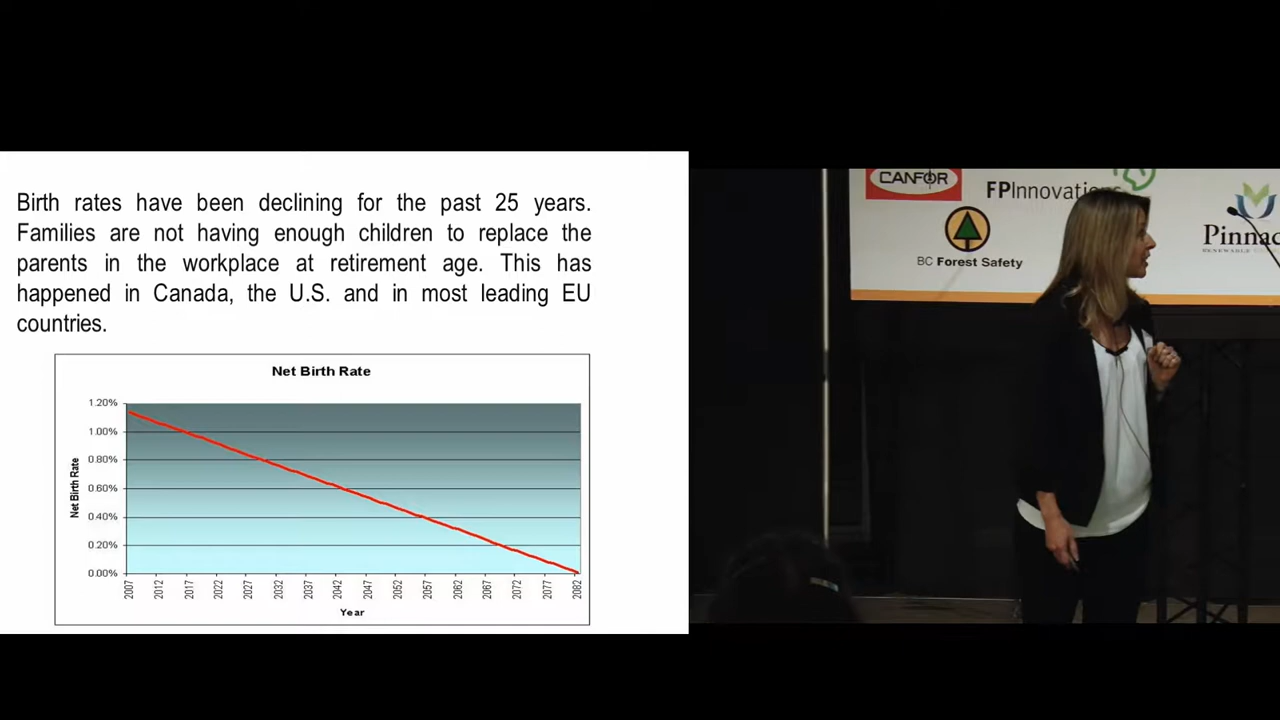 Birth rates have been declining for the past 25 years.
Families are not having enough children to replace the
parents in the workplace at retirement age. This has
happened in Canada, the U.S. and in most leading EU
countries.
Net Birth Rate
1.20%
1.00%
0.80%
0.60%
0.40%
0.20%
0.00%
Net Birth Rate
2007 2012 2017 2022 2027 2032 2037 2042 2047 2052 2057 2062 2067 2072 2077 2082
Year
CANFOR
FPInnovations
BC Forest Safety
Pinnac
RENEWABLE